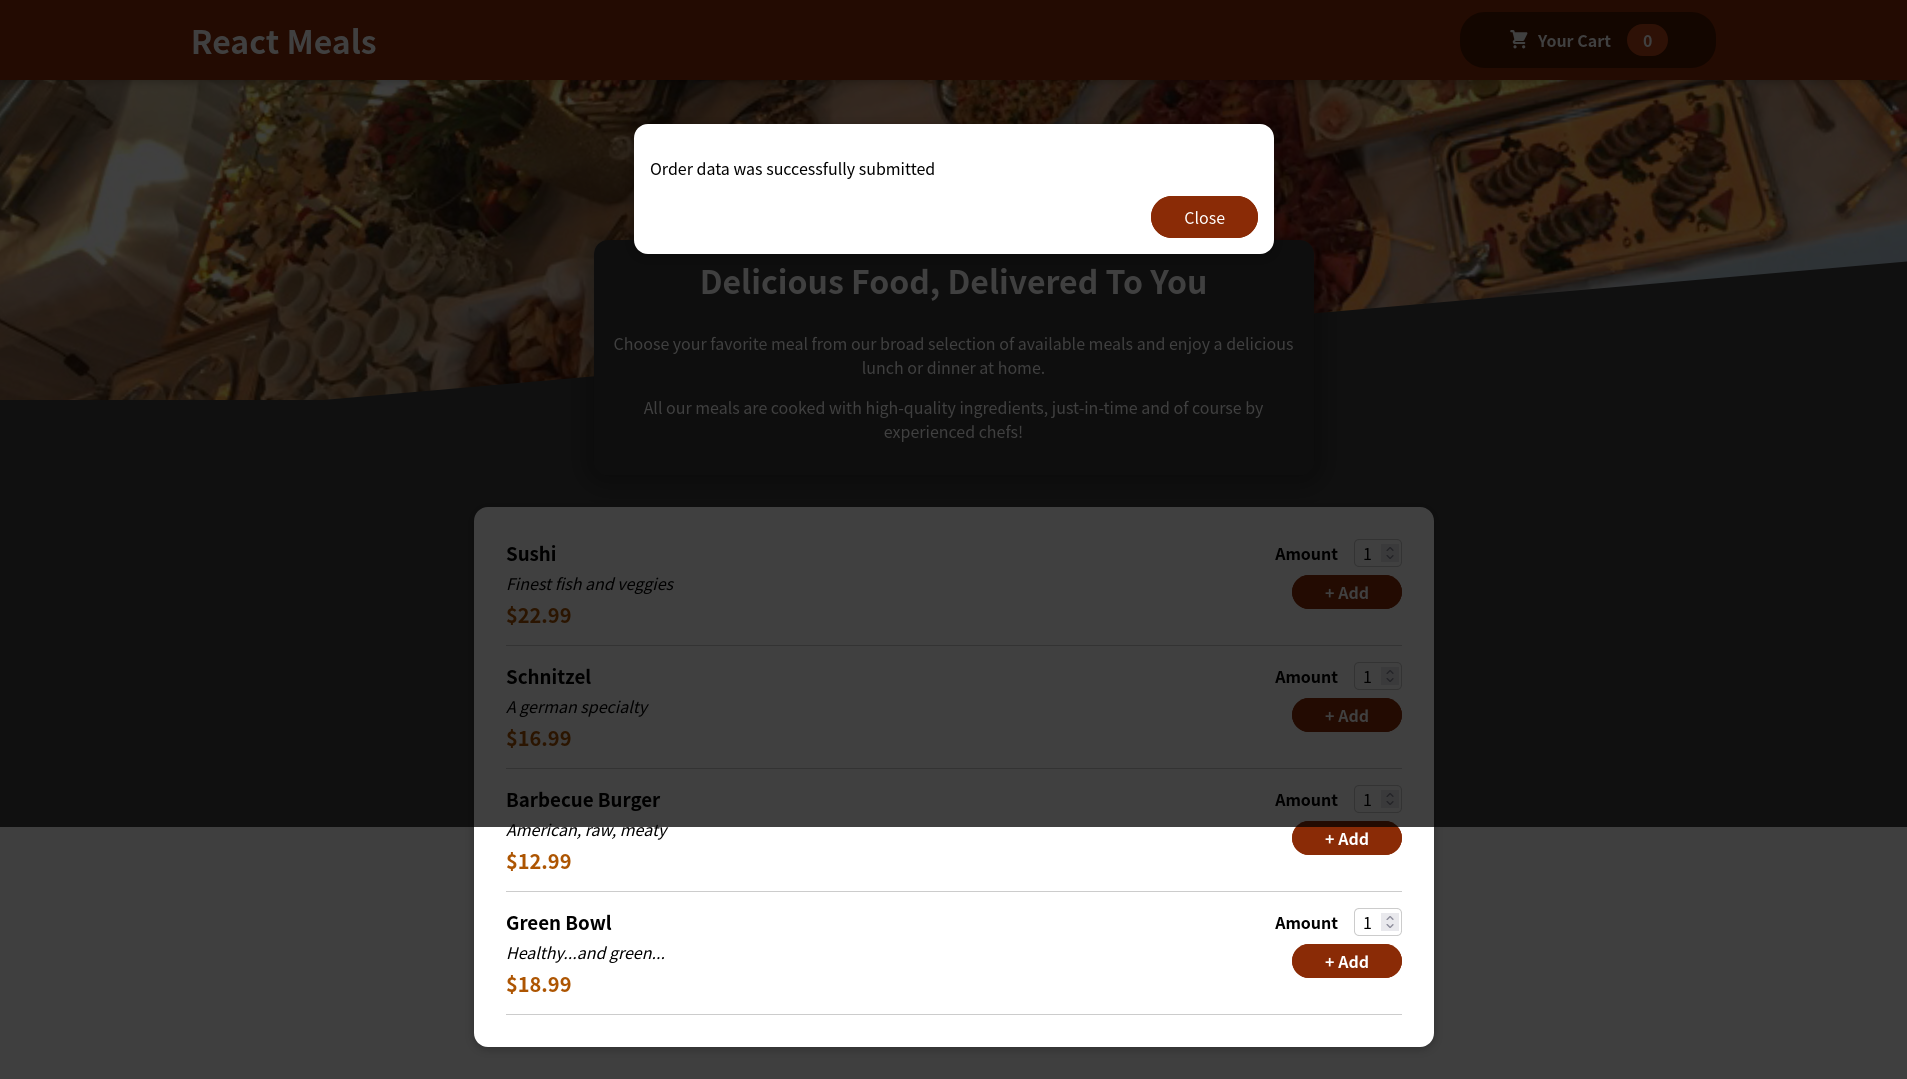 React Meals
Your Cart 0
Order data was successfully submitted
Close
Delicious Food, Delivered To You
Choose your favorite meal from our broad selection of available meals and enjoy a delicious
lunch or dinner at home.
All our meals are cooked with high-quality ingredients, just-in-time and of course by
experienced chefs!
Sushi
Finest fish and veggies
$22.99
Amount 1
+ Add
Schnitzel
A german specialty
$16.99
Amount 1
+ Add
Barbecue Burger
American, raw, meaty
$12.99
Amount 1
+ Add
Green Bowl
Healthy...and green...
$18.99
Amount 1
+ Add